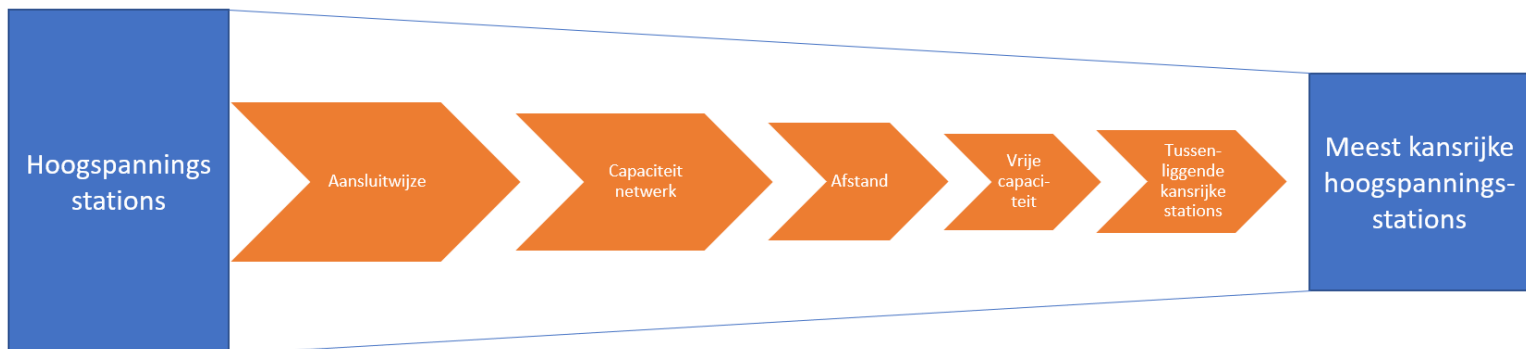 Hoogspannings
stations
Aansluitwijze
Capaciteit
netwerk
Afstand
Vrije
capaci-
teit
Tussen-
liggende
kansrijke
stations
Meest kansrijke
hoogspannings-
stations